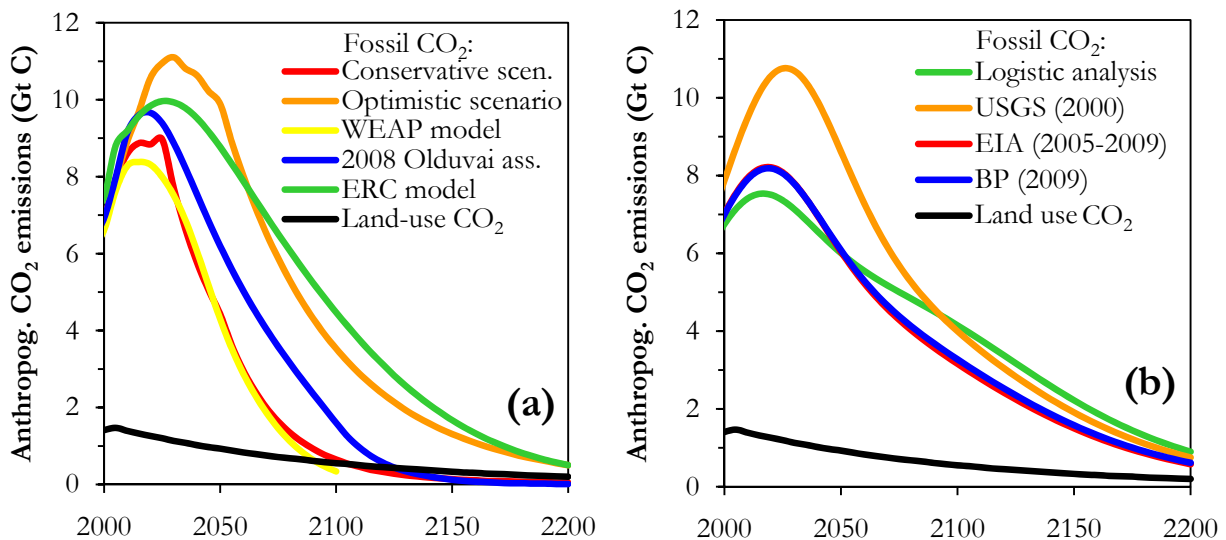 Anthropog. CO₂ emissions (Gt C)
12
10
8
6
4
2
0
2000 2050 2100 2150 2200
Fossil CO₂:
Conservative scen.
Optimistic scenario
WEAP model
2008 Olduvai ass.
ERC model
Land-use CO₂
(a)
Anthropog. CO₂ emissions (Gt C)
12
10
8
6
4
2
0
2000 2050 2100 2150 2200
Fossil CO₂:
Logistic analysis
USGS (2000)
EIA (2005-2009)
BP (2009)
Land use CO₂
(b)